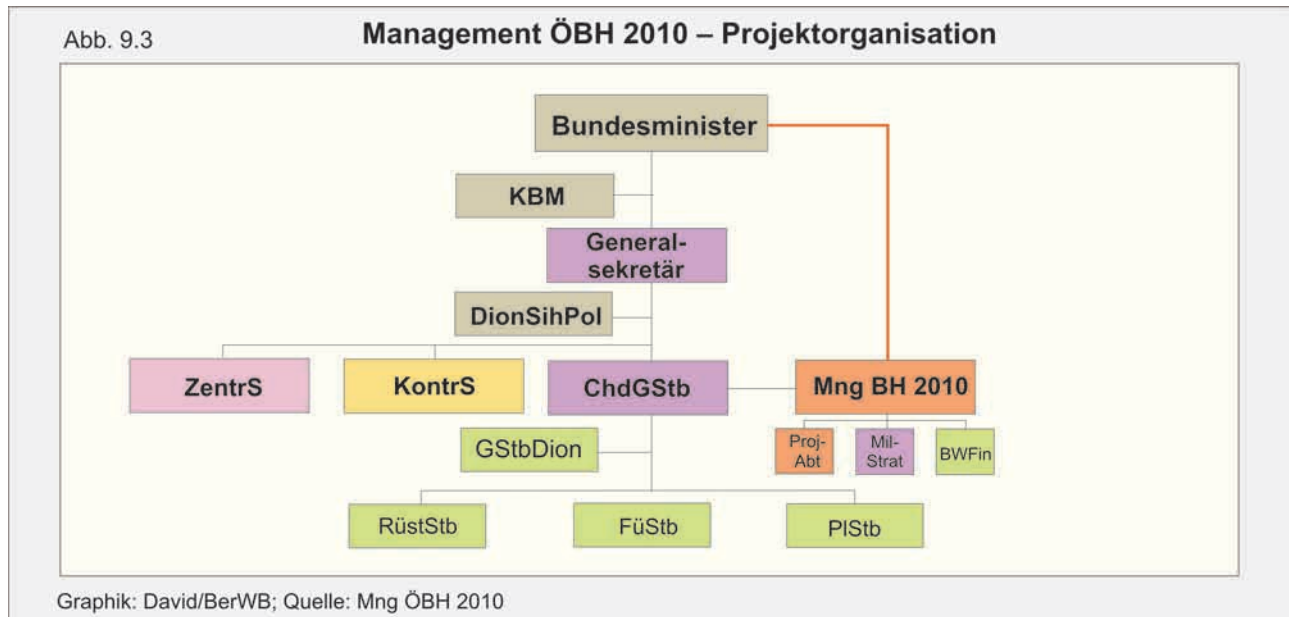 Abb. 9.3
Management ÖBH 2010 – Projektorganisation
Bundesminister
KBM
General-
sekretär
DionSihPol
ZentrS
KontrS
ChdGStb
Mng BH 2010
Proj-
Abt
Mil-
Strat
BWFin
GStbDion
RüstStb
FüStb
PlStb
Graphik: David/BerWB; Quelle: Mng ÖBH 2010